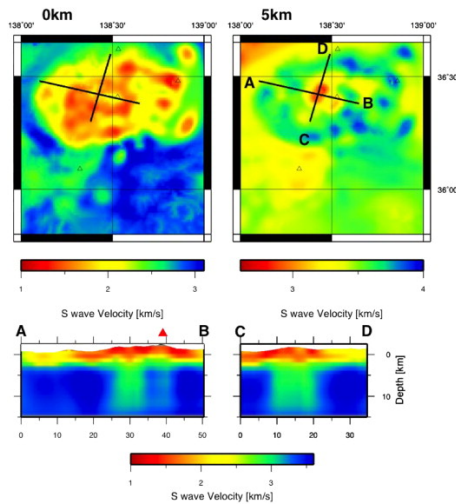 0km 5km
138˚00' 138˚30' 139˚00' 138˚00' 138˚30' 139˚00'
D
A
36˚30'
B
C
36˚00'
1 2 3 3 4
S wave Velocity [km/s] S wave Velocity [km/s]
A B C D
0
10
Depth [km]
0 10 20 30 40 50 0 10 20 30
1 2 3
S wave Velocity [km/s]